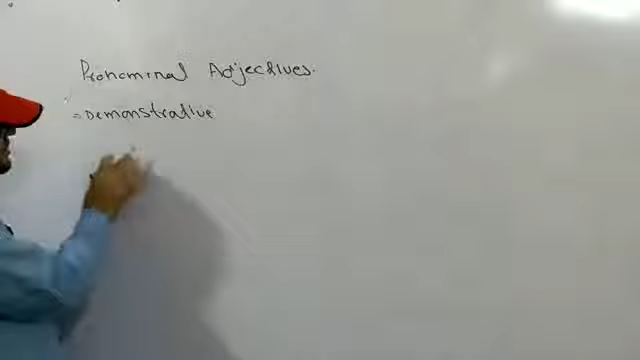 Pronominal Adjectives.
= Demonstrative